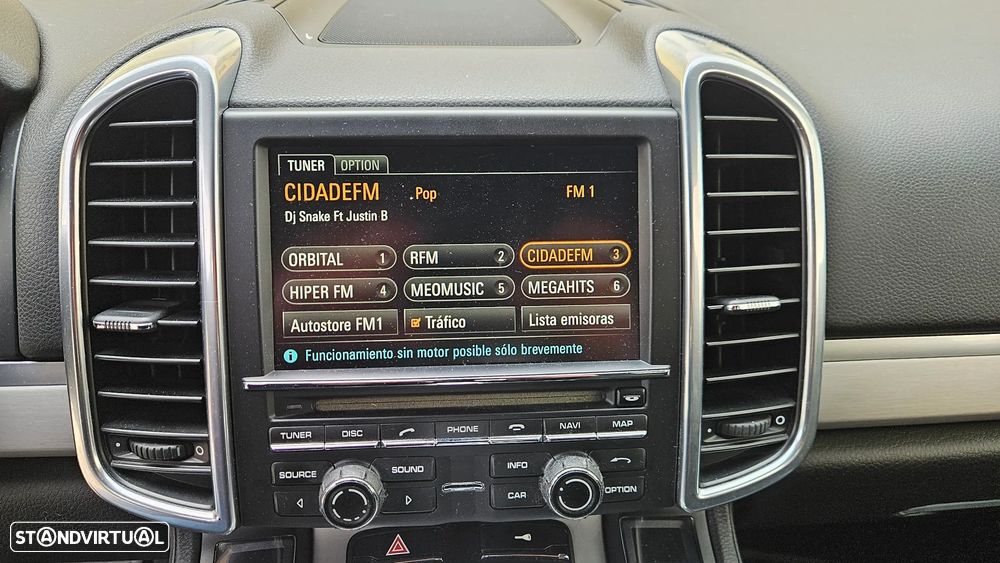 TUNER OPTION
CIDADEFM .Pop FM 1
Dj Snake Ft Justin B
ORBITAL 1 RFM 2 CIDADEFM 3
HIPER FM 4 MEOMUSIC 5 MEGAHITS 6
Autostore FM1 Tráfico Lista emisoras
i Funcionamiento sin motor posible sólo brevemente
TUNER DISC PHONE NAVI MAP
SOURCE SOUND INFO
CAR OPTION
STANDVIRTUAL